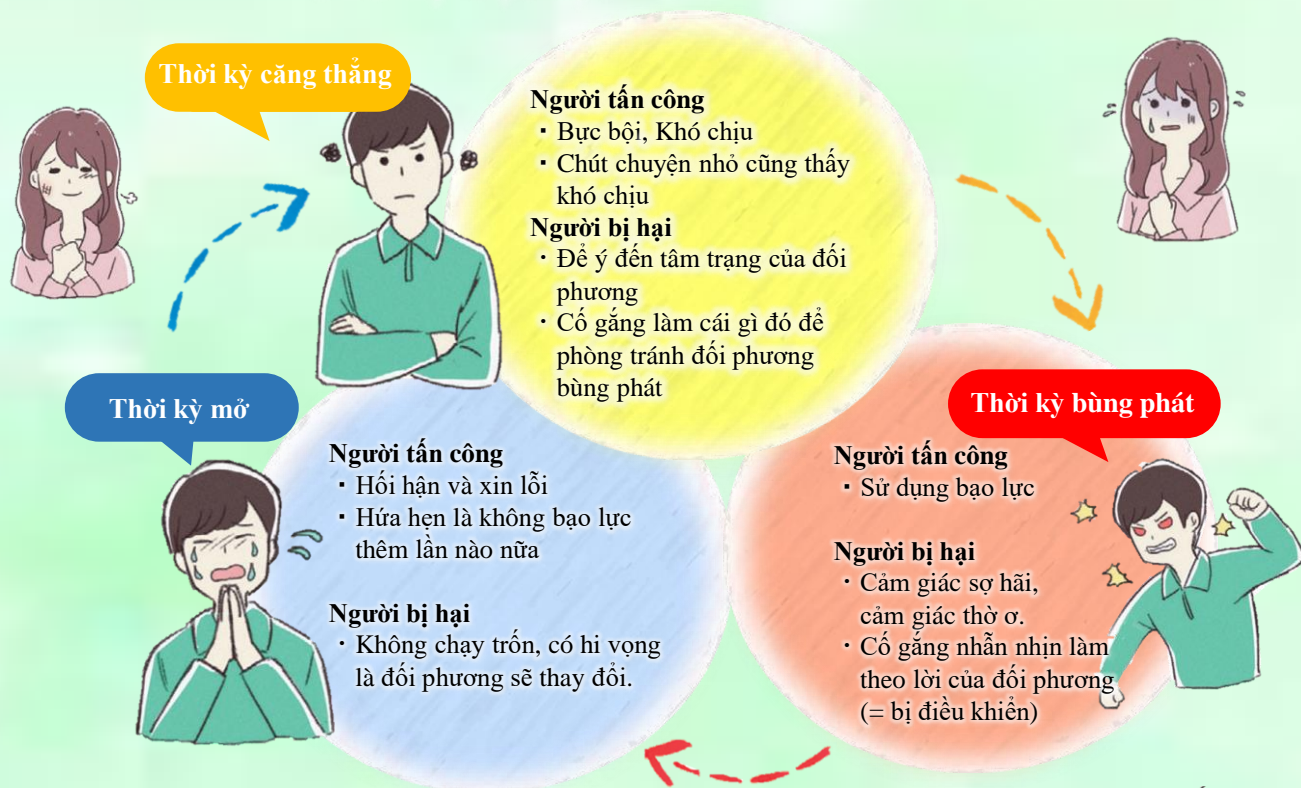 Thời kỳ căng thẳng
Người tấn công
・Bực bội, Khó chịu
・Chút chuyện nhỏ cũng thấy
khó chịu
Người bị hại
・Để ý đến tâm trạng của đối
phương
・Cố gắng làm cái gì đó để
phòng tránh đối phương
bùng phát
Thời kỳ bùng phát
Người tấn công
・Sử dụng bạo lực
Người bị hại
・Cảm giác sợ hãi,
cảm giác thờ ơ.
・Cố gắng nhẫn nhịn làm
theo lời của đối phương
(= bị điều khiển)
Thời kỳ mở
Người tấn công
・Hối hận và xin lỗi
・Hứa hẹn là không bạo lực
thêm lần nào nữa
Người bị hại
・Không chạy trốn, có hi vọng
là đối phương sẽ thay đổi.